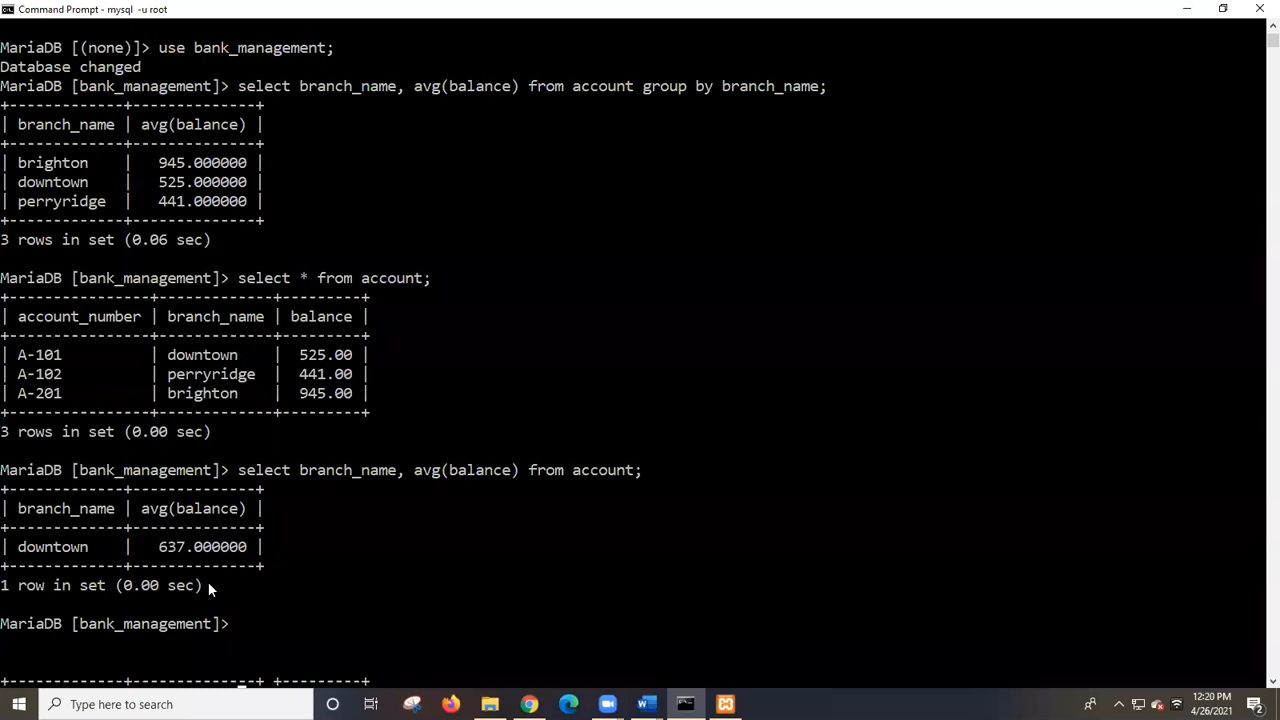 Command Prompt - mysql -u root
MariaDB [(none)]> use bank_management;
Database changed
MariaDB [bank_management]> select branch_name, avg(balance) from account group by branch_name;
+-------------+--------------+
| branch_name | avg(balance) |
+-------------+--------------+
| brighton    |   945.000000 |
| downtown    |   525.000000 |
| perryridge  |   441.000000 |
+-------------+--------------+
3 rows in set (0.06 sec)
MariaDB [bank_management]> select * from account;
+----------------+-------------+---------+
| account_number | branch_name | balance |
+----------------+-------------+---------+
| A-101          | downtown    |  525.00 |
| A-102          | perryridge  |  441.00 |
| A-201          | brighton    |  945.00 |
+----------------+-------------+---------+
3 rows in set (0.00 sec)
MariaDB [bank_management]> select branch_name, avg(balance) from account;
+-------------+--------------+
| branch_name | avg(balance) |
+-------------+--------------+
| downtown    |   637.000000 |
+-------------+--------------+
1 row in set (0.00 sec)
MariaDB [bank_management]>
+-------------+--------------+ +---------+
Type here to search
12:20 PM
4/26/2021
2